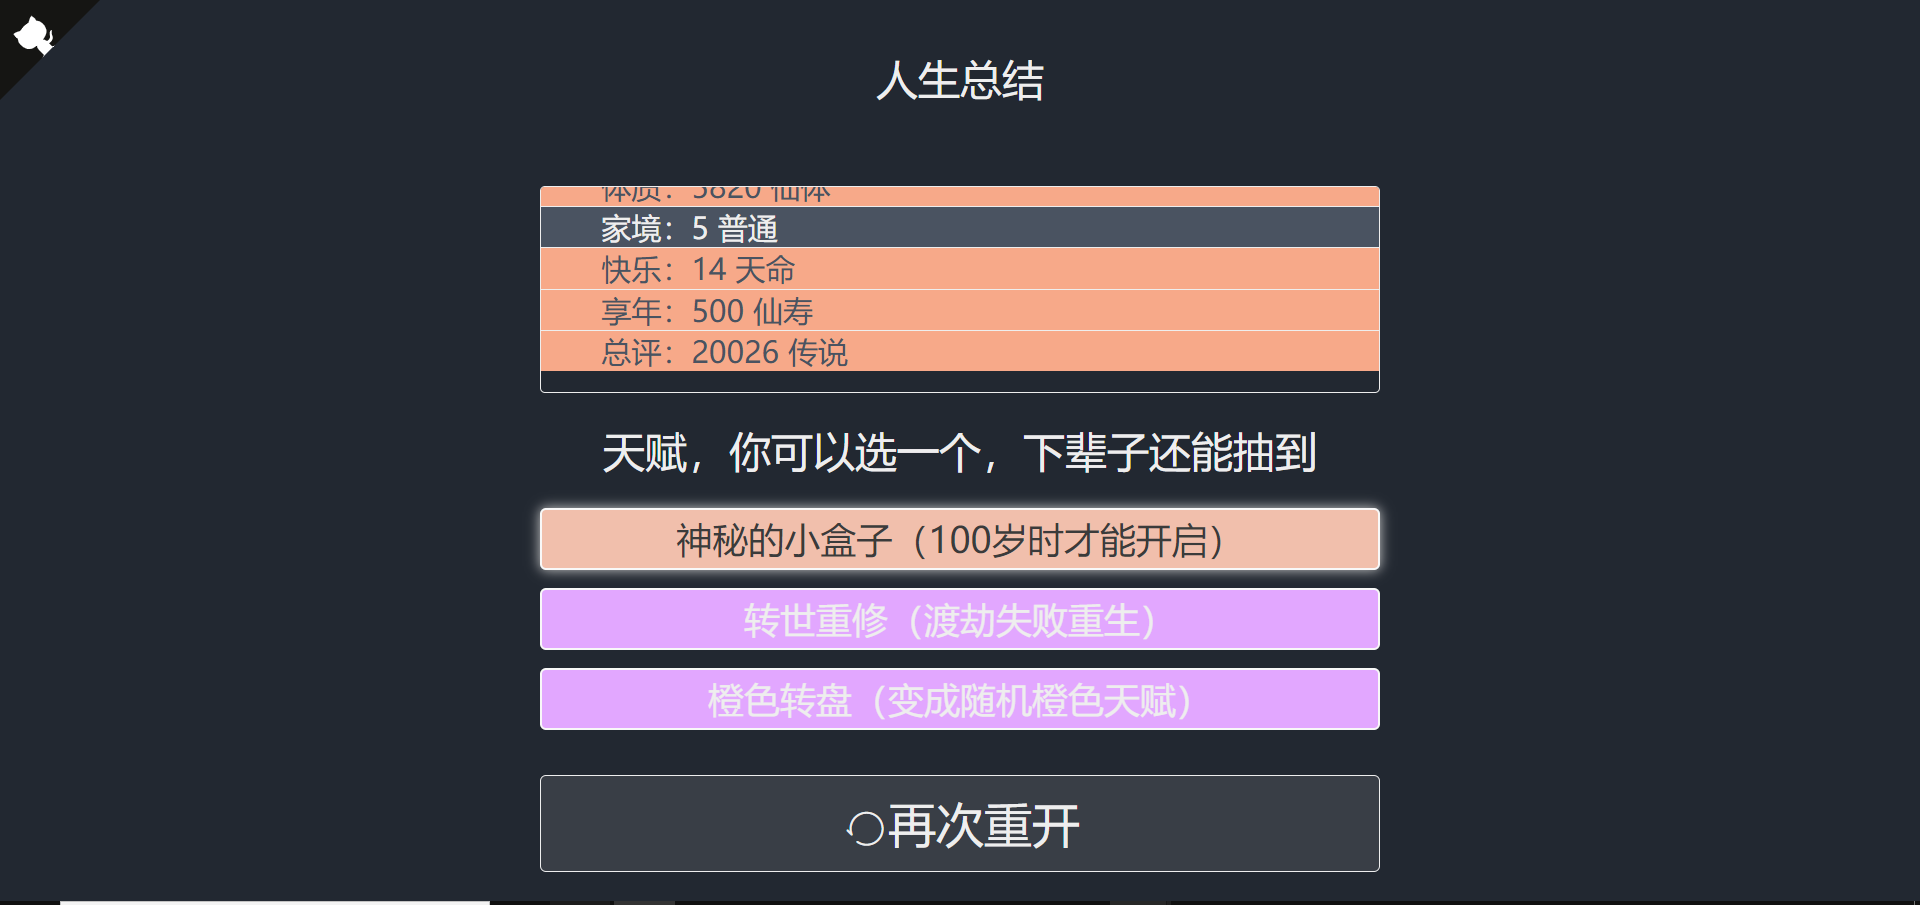 人生总结
体质：5820 仙体
家境：5 普通
快乐：14 天命
享年：500 仙寿
总评：20026 传说
天赋，你可以选一个，下辈子还能抽到
神秘的小盒子（100岁时才能开启）
转世重修（渡劫失败重生）
橙色转盘（变成随机橙色天赋）
再次重开